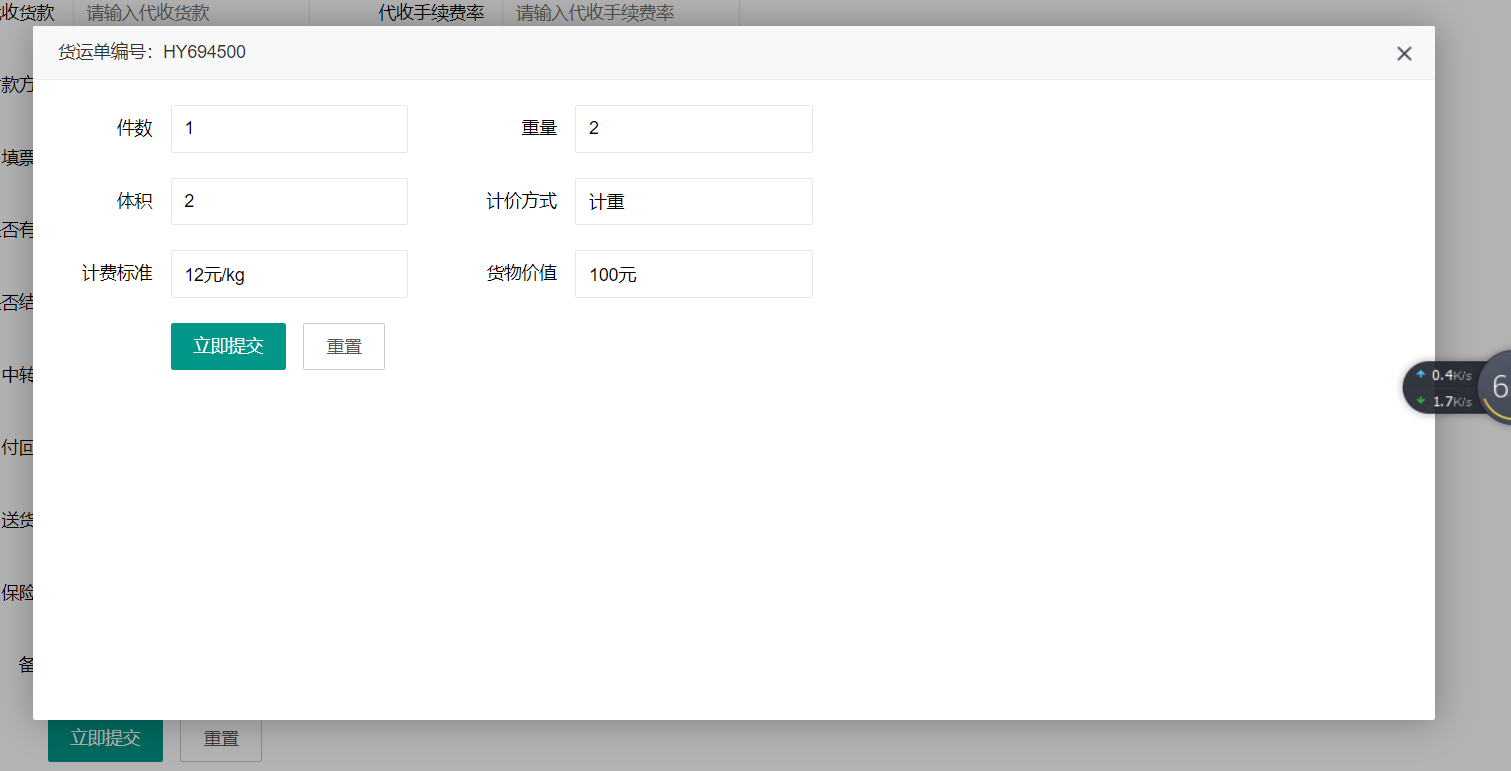 收货款 请输入代收货款 代收手续费率 请输入代收手续费率
货运单编号：HY694500
款方
件数 1 重量 2
填票
体积 2 计价方式 计重
否有
计费标准 12元/kg 货物价值 100元
否结
立即提交 重置
中转
0.4K/s
6
1.7K/s
付回
送货
保险
备
立即提交 重置